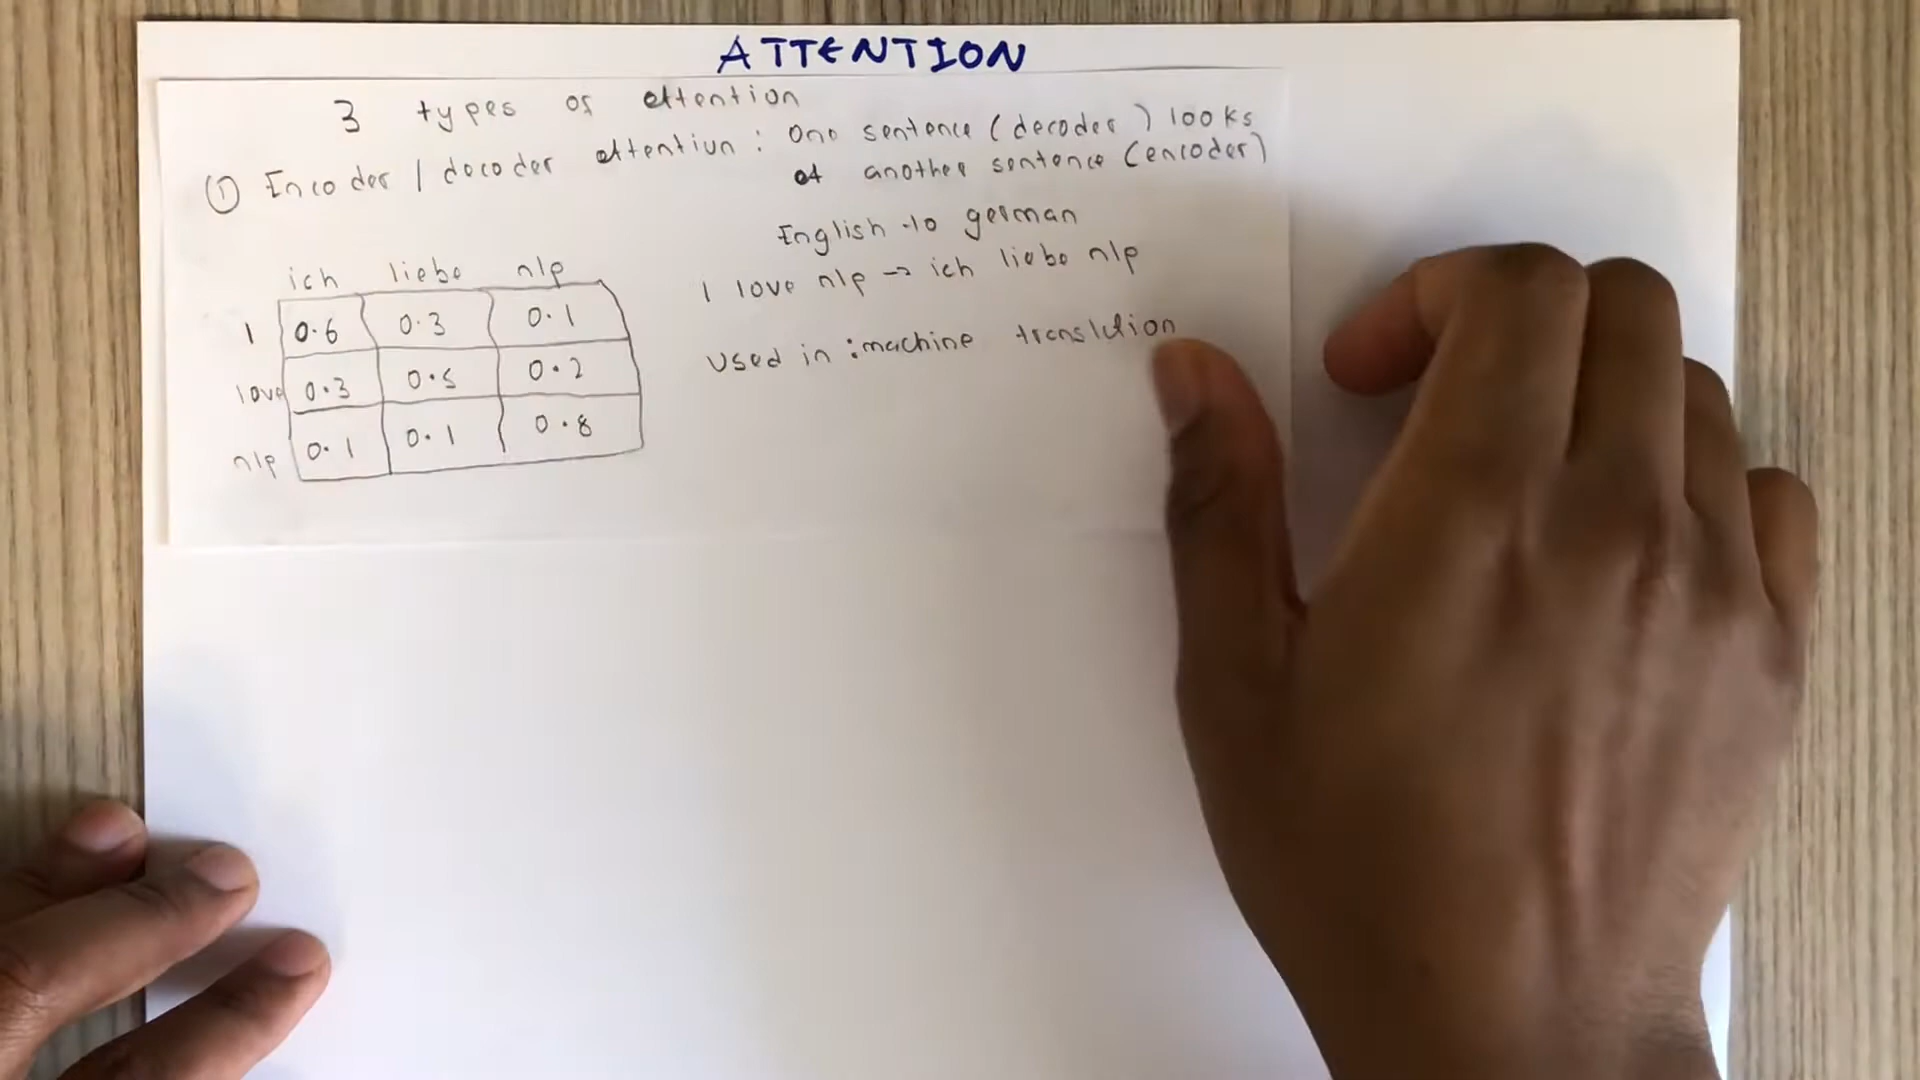 ATTENTION
3 types of attention
① Encoder / decoder attention : One sentence (decoder) looks
at another sentence (encoder)
English to german
I love nlp -> ich liebe nlp
Used in : machine translation
ich liebe nlp
I 0.6 0.3 0.1
love 0.3 0.5 0.2
nlp 0.1 0.1 0.8